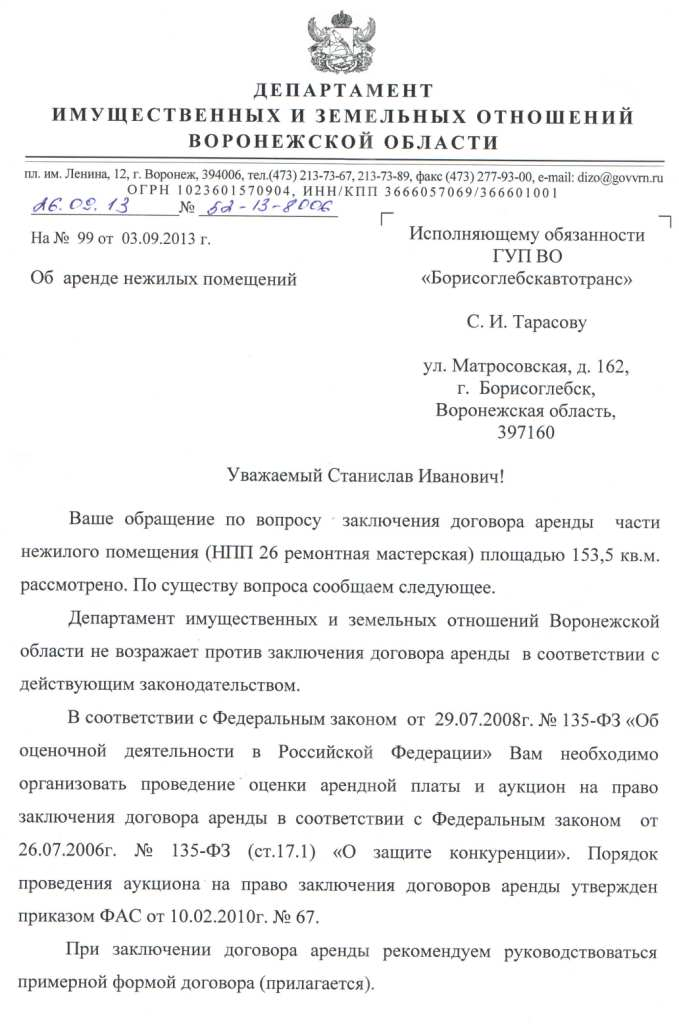 ДЕПАРТАМЕНТ
ИМУЩЕСТВЕННЫХ И ЗЕМЕЛЬНЫХ ОТНОШЕНИЙ
ВОРОНЕЖСКОЙ ОБЛАСТИ
пл. им. Ленина, 12, г. Воронеж, 394006, тел.(473) 213-73-67, 213-73-89, факс (473) 277-93-00, e-mail: dizo@govvrn.ru
ОГРН 1023601570904, ИНН/КПП 3666057069/366601001
26.09.13 № 52-13-8006
На № 99 от 03.09.2013 г.
Об аренде нежилых помещений
Исполняющему обязанности
ГУП ВО
«Борисоглебскавтотранс»
С. И. Тарасову
ул. Матросовская, д. 162,
г. Борисоглебск,
Воронежская область,
397160
Уважаемый Станислав Иванович!
Ваше обращение по вопросу заключения договора аренды части
нежилого помещения (НПП 26 ремонтная мастерская) площадью 153,5 кв.м.
рассмотрено. По существу вопроса сообщаем следующее.
Департамент имущественных и земельных отношений Воронежской
области не возражает против заключения договора аренды в соответствии с
действующим законодательством.
В соответствии с Федеральным законом от 29.07.2008г. № 135-ФЗ «Об
оценочной деятельности в Российской Федерации» Вам необходимо
организовать проведение оценки арендной платы и аукцион на право
заключения договора аренды в соответствии с Федеральным законом от
26.07.2006г. № 135-ФЗ (ст.17.1) «О защите конкуренции». Порядок
проведения аукциона на право заключения договоров аренды утвержден
приказом ФАС от 10.02.2010г. № 67.
При заключении договора аренды рекомендуем руководствоваться
примерной формой договора (прилагается).